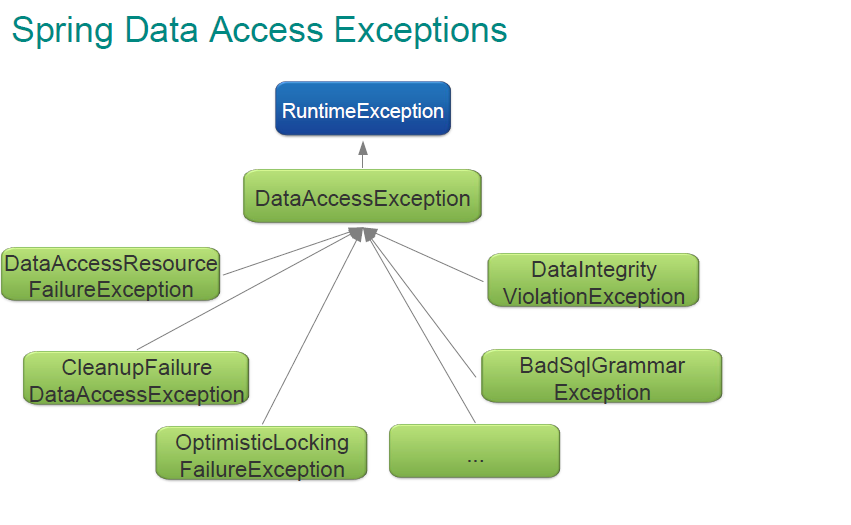 Spring Data Access Exceptions
RuntimeException
DataAccessException
DataAccessResource
FailureException
DataIntegrity
ViolationException
CleanupFailure
DataAccessException
BadSqlGrammar
Exception
OptimisticLocking
FailureException
...